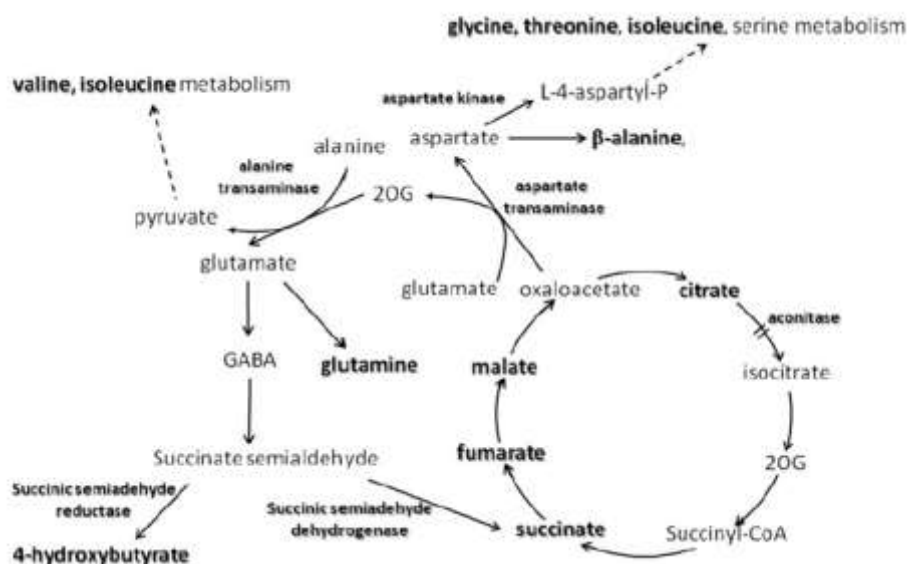 glycine, threonine, isoleucine, serine metabolism
valine, isoleucine metabolism
L-4-aspartyl-P
aspartate kinase
aspartate
β-alanine,
alanine
alanine
transaminase
2OG
aspartate
transaminase
pyruvate
glutamate
glutamate
oxaloacetate
citrate
aconitase
GABA
glutamine
malate
isocitrate
Succinate semialdehyde
fumarate
2OG
Succinic semiadehyde
reductase
Succinic semiadehyde
dehydrogenase
succinate
Succinyl-CoA
4-hydroxybutyrate